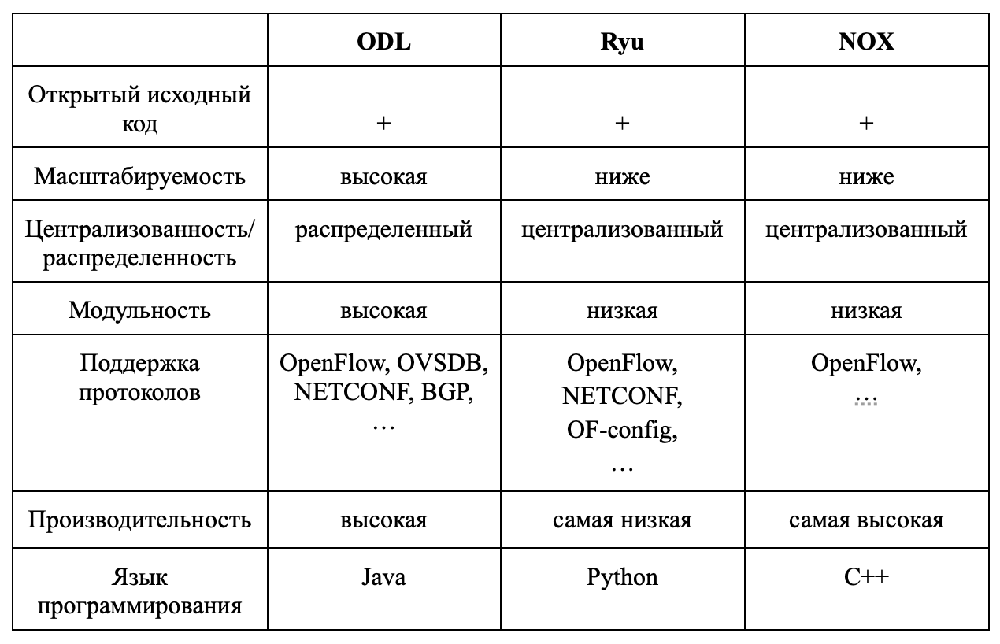 ODL Ryu NOX
Открытый исходный
код + + +
Масштабируемость высокая ниже ниже
Централизованность/ распределенный централизованный централизованный
распределенность
Модульность высокая низкая низкая
Поддержка OpenFlow, OVSDB, OpenFlow, OpenFlow,
протоколов NETCONF, BGP, NETCONF, …
… OF-config,
…
Производительность высокая самая низкая самая высокая
Язык Java Python C++
программирования